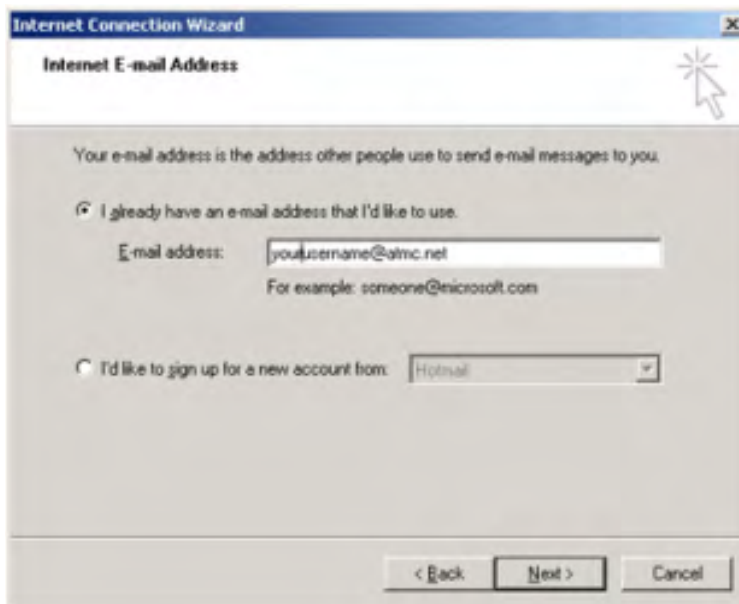 Internet Connection Wizard
Internet E-mail Address
Your e-mail address is the address other people use to send e-mail messages to you.
I already have an e-mail address that I'd like to use.
E-mail address: yourusername@atmc.net
For example: someone@microsoft.com
I'd like to sign up for a new account from: Hotmail
< Back Next > Cancel